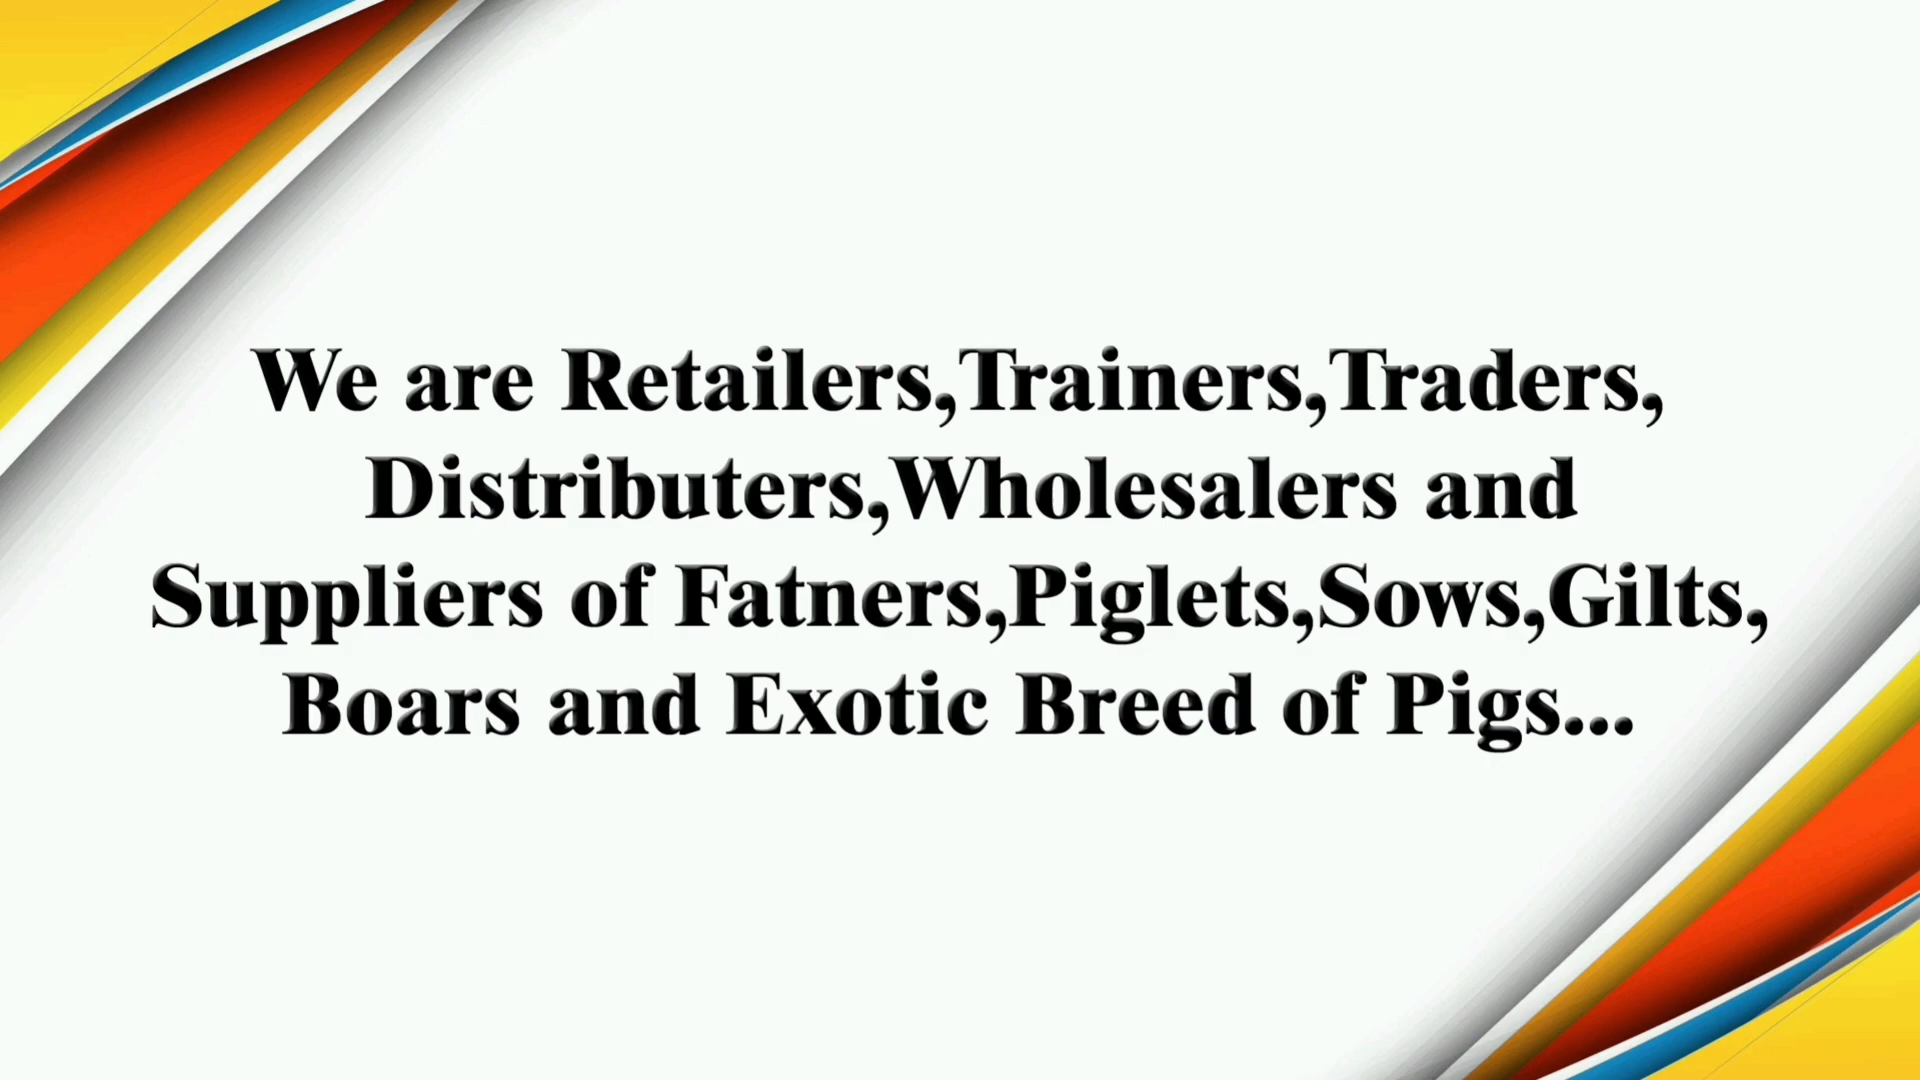 We are Retailers,Trainers,Traders,
Distributers,Wholesalers and
Suppliers of Fatners,Piglets,Sows,Gilts,
Boars and Exotic Breed of Pigs...